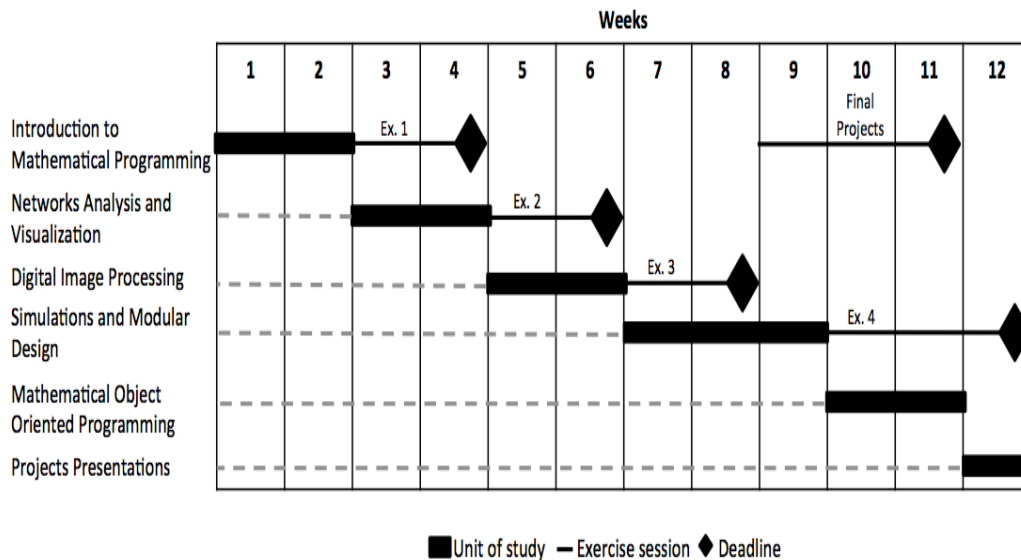 Weeks
1 2 3 4 5 6 7 8 9 10 11 12
Final
Projects
Introduction to
Mathematical Programming
Ex. 1
Networks Analysis and
Visualization
Ex. 2
Digital Image Processing
Ex. 3
Simulations and Modular
Design
Ex. 4
Mathematical Object
Oriented Programming
Projects Presentations
Unit of study Exercise session Deadline